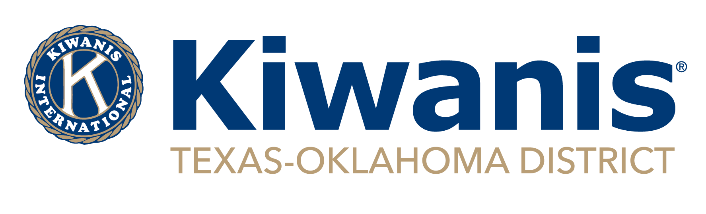 KIWANIS
K
INTERNATIONAL
Kiwanis®
TEXAS-OKLAHOMA DISTRICT